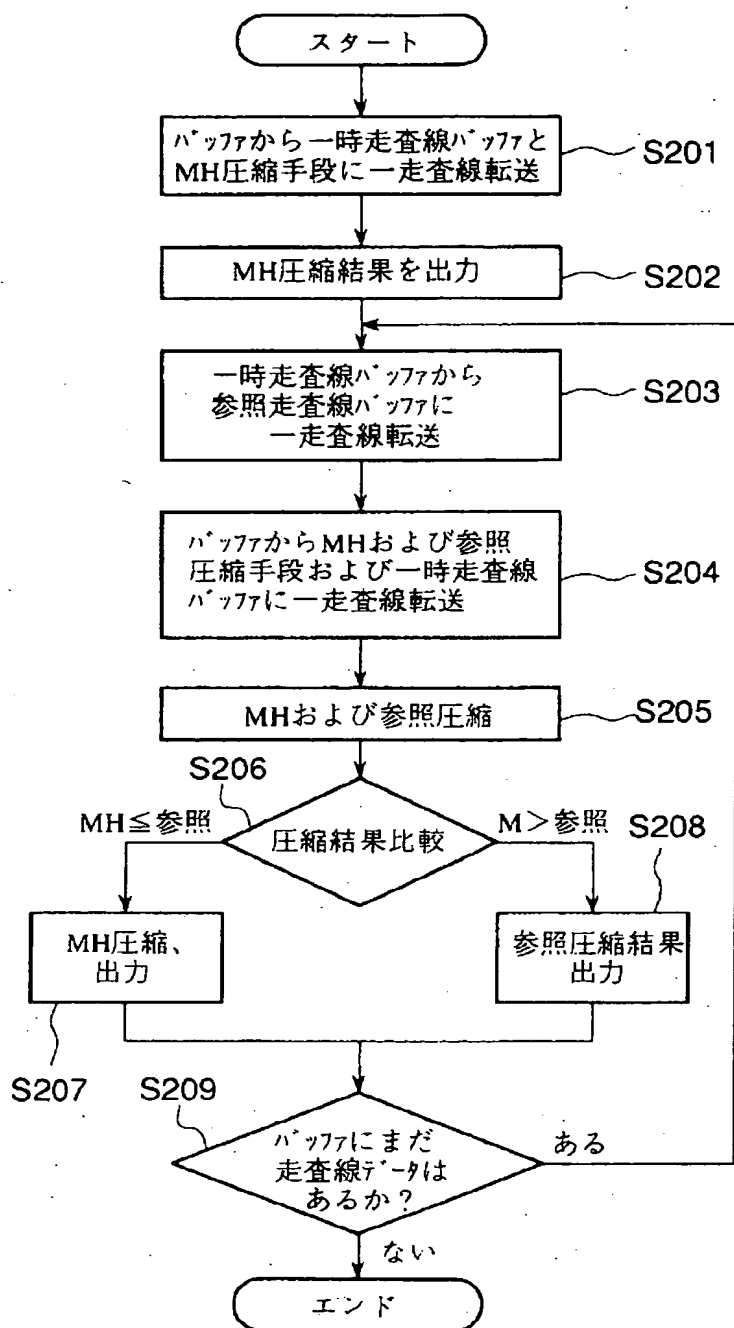 スタート
バッファから一時走査線バッファと
MH圧縮手段に一走査線転送
S201
MH圧縮結果を出力
S202
一時走査線バッファから
参照走査線バッファに
一走査線転送
S203
バッファからMHおよび参照
圧縮手段および一時走査線
バッファに一走査線転送
S204
MHおよび参照圧縮
S205
S206
圧縮結果比較
MH≦参照
M>参照
S208
MH圧縮、
出力
参照圧縮結果
出力
S207
S209
バッファにまだ
走査線データは
あるか?
ある
ない
エンド